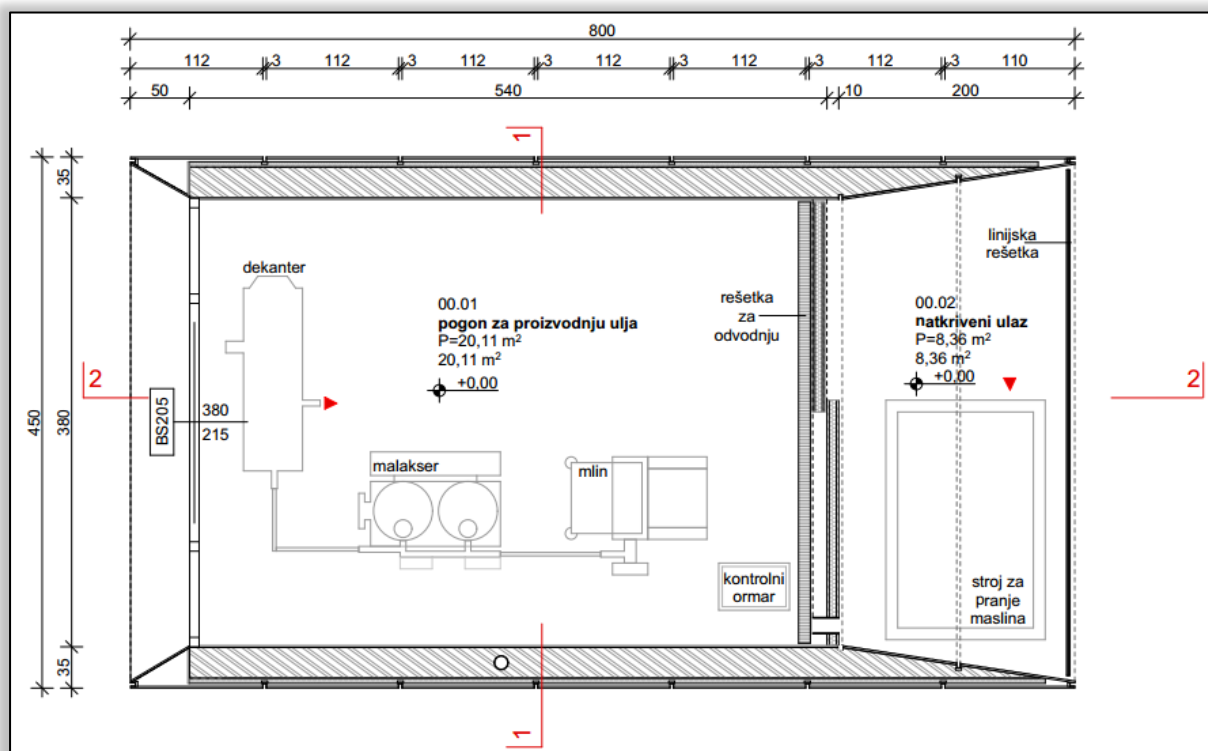 800
112 3 112 3 112 3 112 3 112 3 112 3 110
50 540 10 200
1
35
35
450
380
dekanter
linijska
rešetka
00.01
pogon za proizvodnju ulja
P=20,11 m²
20,11 m²
+0,00
rešetka
za
odvodnju
00.02
natkriveni ulaz
P=8,36 m²
8,36 m²
+0,00
2
2
BS205
380
215
malakser
mlin
kontrolni
ormar
stroj za
pranje
maslina
1